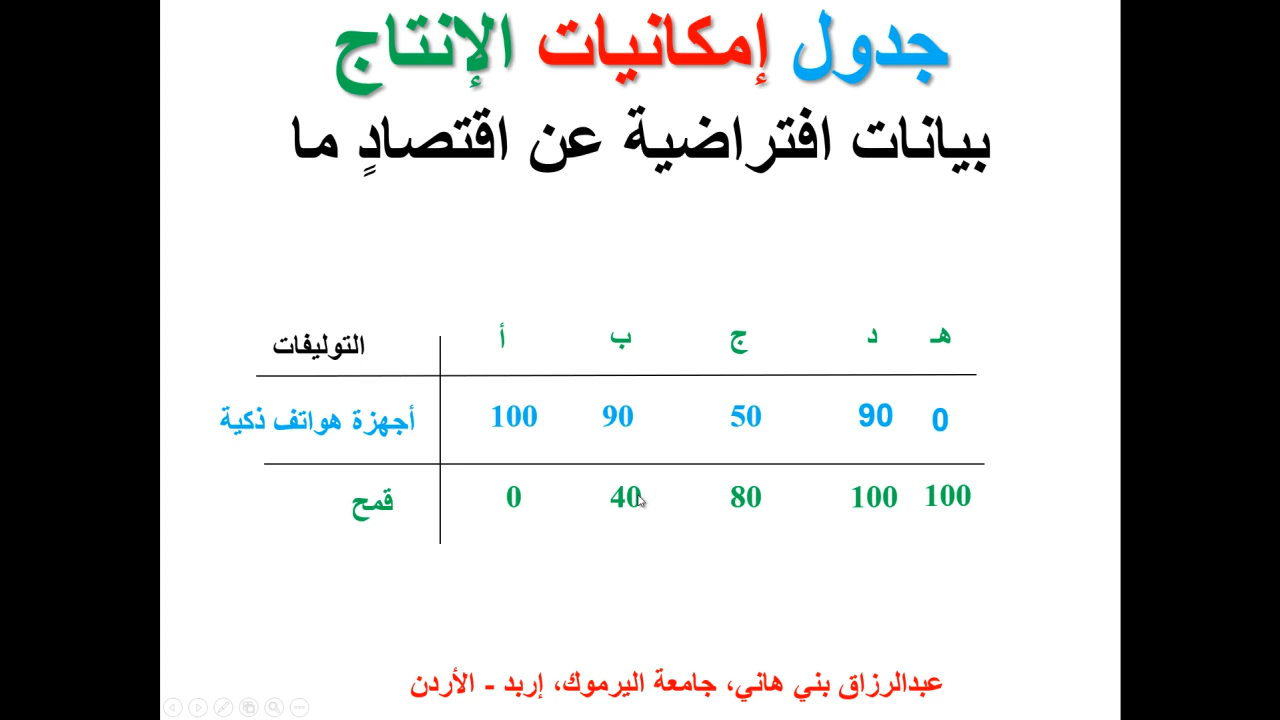 جدول إمكانيات الإنتاج
بيانات افتراضية عن اقتصادٍ ما
التوليفات أ ب ج د هـ
أجهزة هواتف ذكية 100 90 50 90 0
قمح 0 40 80 100 100
عبدالرزاق بني هاني، جامعة اليرموك، إربد - الأردن